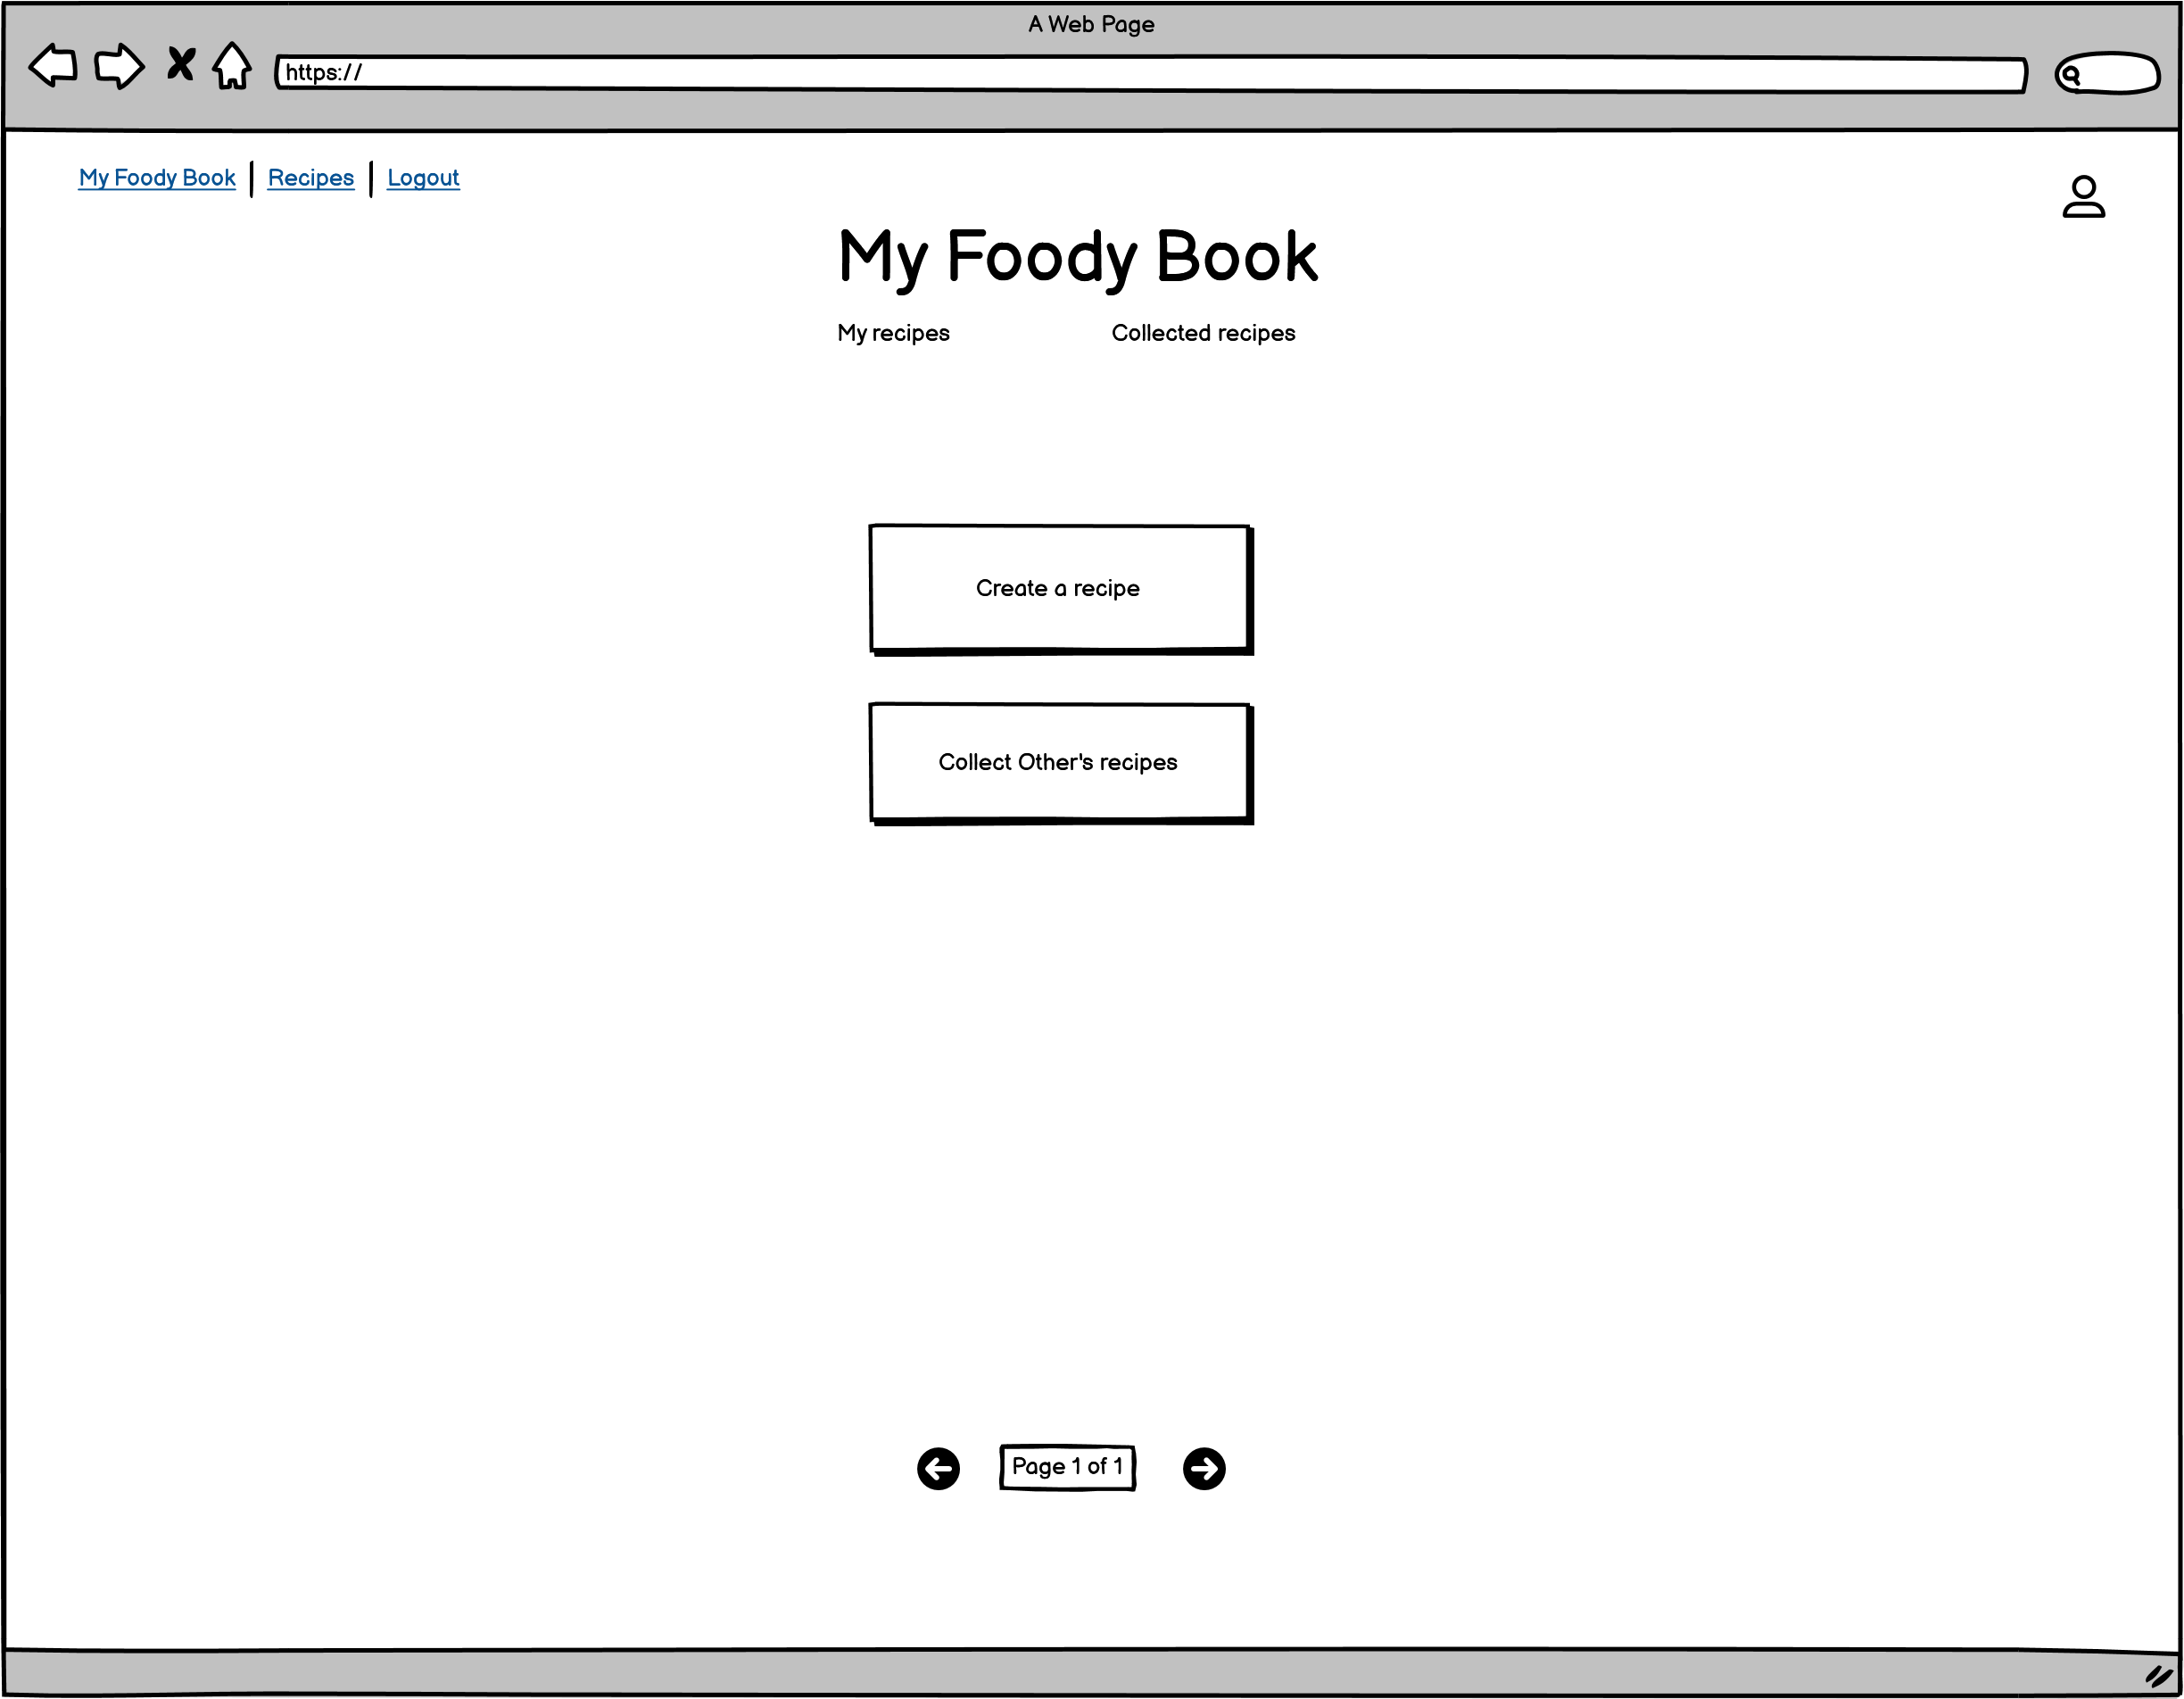 A Web Page
https://
My Foody Book | Recipes | Logout
My Foody Book
My recipes Collected recipes
Create a recipe
Collect Other's recipes
Page 1 of 1